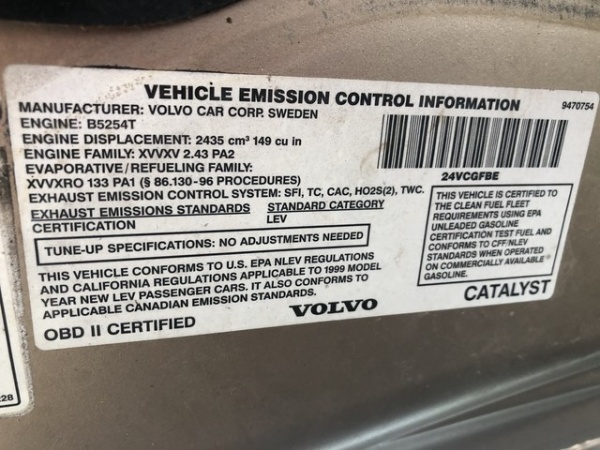 VEHICLE EMISSION CONTROL INFORMATION
9470754
MANUFACTURER: VOLVO CAR CORP. SWEDEN
ENGINE: B5254T
ENGINE DISPLACEMENT: 2435 cm³ 149 cu in
ENGINE FAMILY: XVVXV 2.43 PA2
EVAPORATIVE / REFUELING FAMILY:
XVVXRO 133 PA1 (§ 86.130-96 PROCEDURES)
EXHAUST EMISSION CONTROL SYSTEM: SFI, TC, CAC, HO2S(2), TWC.
EXHAUST EMISSIONS STANDARDS STANDARD CATEGORY
CERTIFICATION LEV
TUNE-UP SPECIFICATIONS: NO ADJUSTMENTS NEEDED
THIS VEHICLE CONFORMS TO U.S. EPA NLEV REGULATIONS
AND CALIFORNIA REGULATIONS APPLICABLE TO 1999 MODEL
YEAR NEW LEV PASSENGER CARS. IT ALSO CONFORMS TO
APPLICABLE CANADIAN EMISSION STANDARDS.
OBD II CERTIFIED
VOLVO
24VCGFBE
THIS VEHICLE IS CERTIFIED TO
THE CLEAN FUEL FLEET
REQUIREMENTS USING EPA
UNLEADED GASOLINE
CERTIFICATION TEST FUEL AND
CONFORMS TO CFF/NLEV
STANDARDS WHEN OPERATED
ON COMMERCIALLY AVAILABLE
GASOLINE.
CATALYST
228